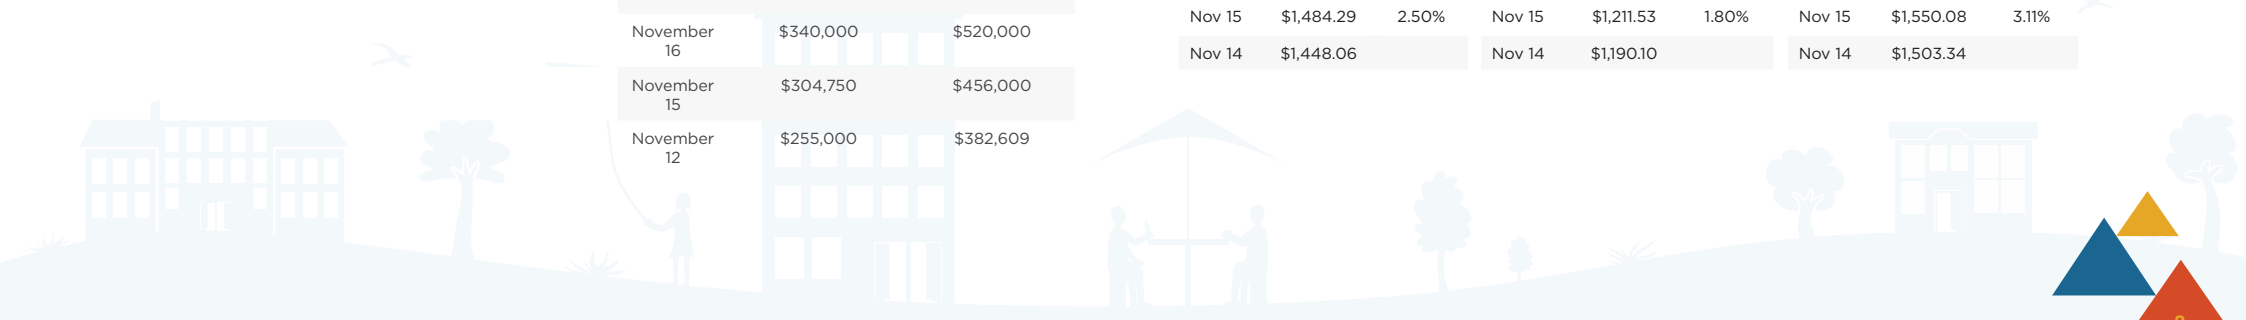 November $340,000 $520,000
16
November $304,750 $456,000
15
November $255,000 $382,609
12
Nov 15 $1,484.29 2.50% Nov 15 $1,211.53 1.80% Nov 15 $1,550.08 3.11%
Nov 14 $1,448.06 Nov 14 $1,190.10 Nov 14 $1,503.34